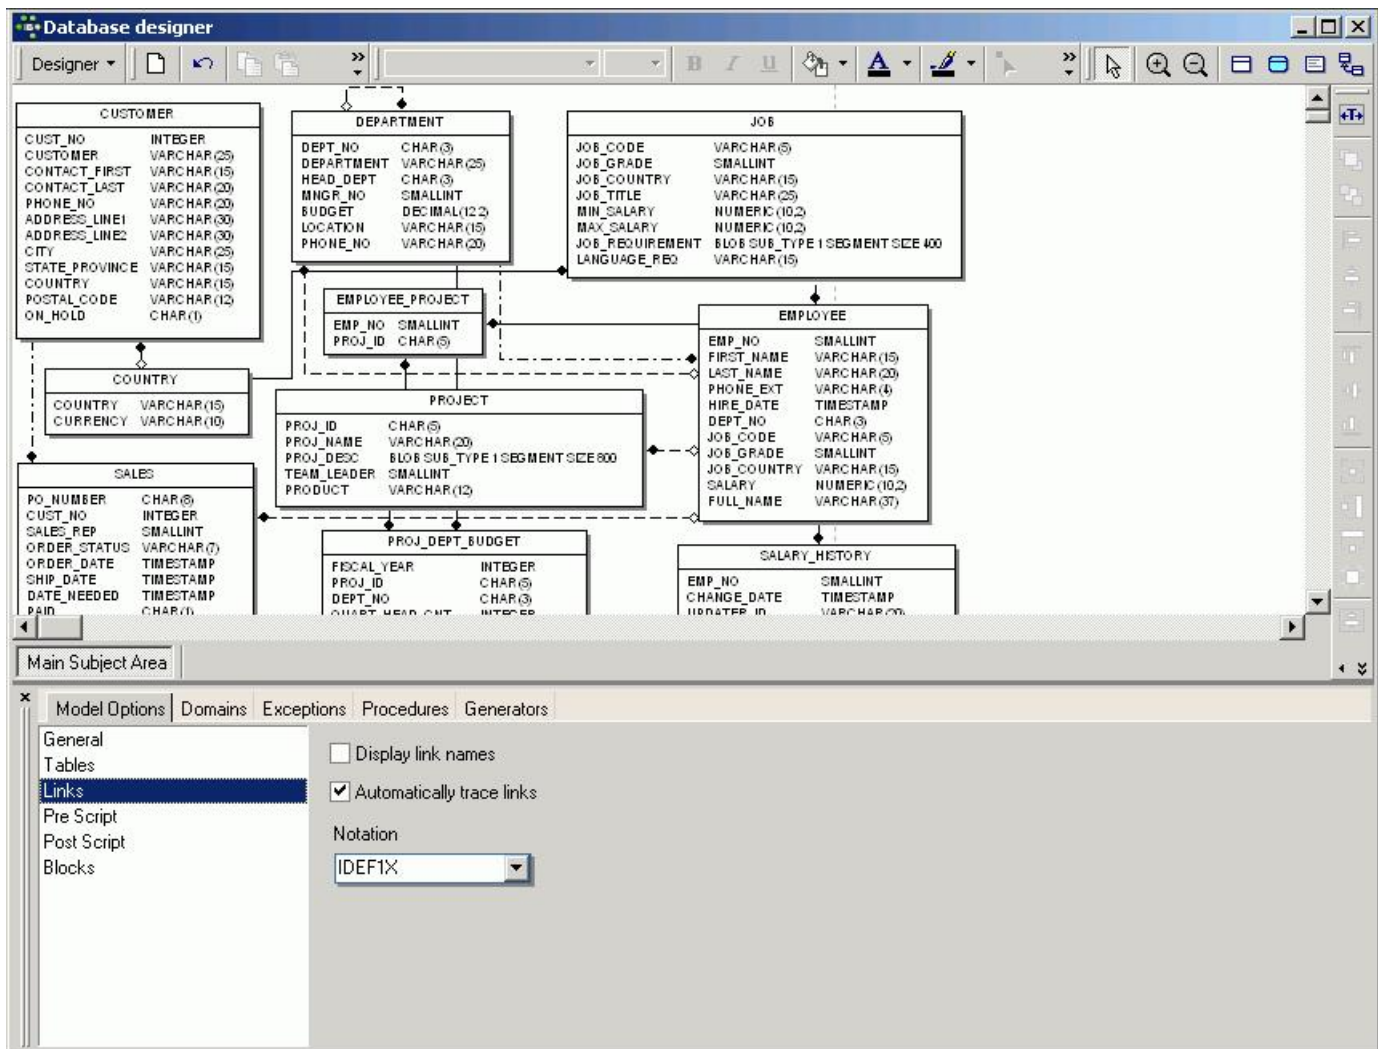 Database designer
Designer
B I U A
CUSTOMER
CUST_NO INTEGER
CUSTOMER VARCHAR(25)
CONTACT_FIRST VARCHAR(15)
CONTACT_LAST VARCHAR(20)
PHONE_NO VARCHAR(20)
ADDRESS_LINE1 VARCHAR(30)
ADDRESS_LINE2 VARCHAR(30)
CITY VARCHAR(25)
STATE_PROVINCE VARCHAR(15)
COUNTRY VARCHAR(15)
POSTAL_CODE VARCHAR(12)
ON_HOLD CHAR(1)
DEPARTMENT
DEPT_NO CHAR(3)
DEPARTMENT VARCHAR(25)
HEAD_DEPT CHAR(3)
MNGR_NO SMALLINT
BUDGET DECIMAL(12,2)
LOCATION VARCHAR(15)
PHONE_NO VARCHAR(20)
JOB
JOB_CODE VARCHAR(5)
JOB_GRADE SMALLINT
JOB_COUNTRY VARCHAR(15)
JOB_TITLE VARCHAR(25)
MIN_SALARY NUMERIC(10,2)
MAX_SALARY NUMERIC(10,2)
JOB_REQUIREMENT BLOB SUB_TYPE 1 SEGMENT SIZE 400
LANGUAGE_REQ VARCHAR(15)
EMPLOYEE_PROJECT
EMP_NO SMALLINT
PROJ_ID CHAR(5)
EMPLOYEE
EMP_NO SMALLINT
FIRST_NAME VARCHAR(15)
LAST_NAME VARCHAR(20)
PHONE_EXT VARCHAR(4)
HIRE_DATE TIMESTAMP
DEPT_NO CHAR(3)
JOB_CODE VARCHAR(5)
JOB_GRADE SMALLINT
JOB_COUNTRY VARCHAR(15)
SALARY NUMERIC(10,2)
FULL_NAME VARCHAR(37)
COUNTRY
COUNTRY VARCHAR(15)
CURRENCY VARCHAR(10)
PROJECT
PROJ_ID CHAR(5)
PROJ_NAME VARCHAR(20)
PROJ_DESC BLOB SUB_TYPE 1 SEGMENT SIZE 800
TEAM_LEADER SMALLINT
PRODUCT VARCHAR(12)
SALES
PO_NUMBER CHAR(8)
CUST_NO INTEGER
SALES_REP SMALLINT
ORDER_STATUS VARCHAR(7)
ORDER_DATE TIMESTAMP
SHIP_DATE TIMESTAMP
DATE_NEEDED TIMESTAMP
PAID CHAR(1)
PROJ_DEPT_BUDGET
FISCAL_YEAR INTEGER
PROJ_ID CHAR(5)
DEPT_NO CHAR(3)
QUART_HEAD_CNT INTEGER
SALARY_HISTORY
EMP_NO SMALLINT
CHANGE_DATE TIMESTAMP
UPDATER_ID VARCHAR(20)
Main Subject Area
Model Options Domains Exceptions Procedures Generators
General
Tables
Links
Pre Script
Post Script
Blocks
Display link names
Automatically trace links
Notation
IDEF1X